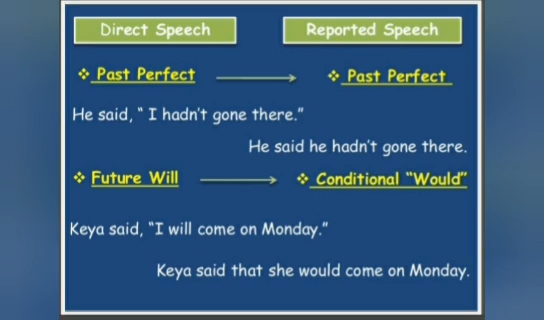 Direct Speech Reported Speech
❖ Past Perfect ❖ Past Perfect
He said, “ I hadn’t gone there.”
He said he hadn’t gone there.
❖ Future Will ❖ Conditional “Would”
Keya said, “I will come on Monday.”
Keya said that she would come on Monday.